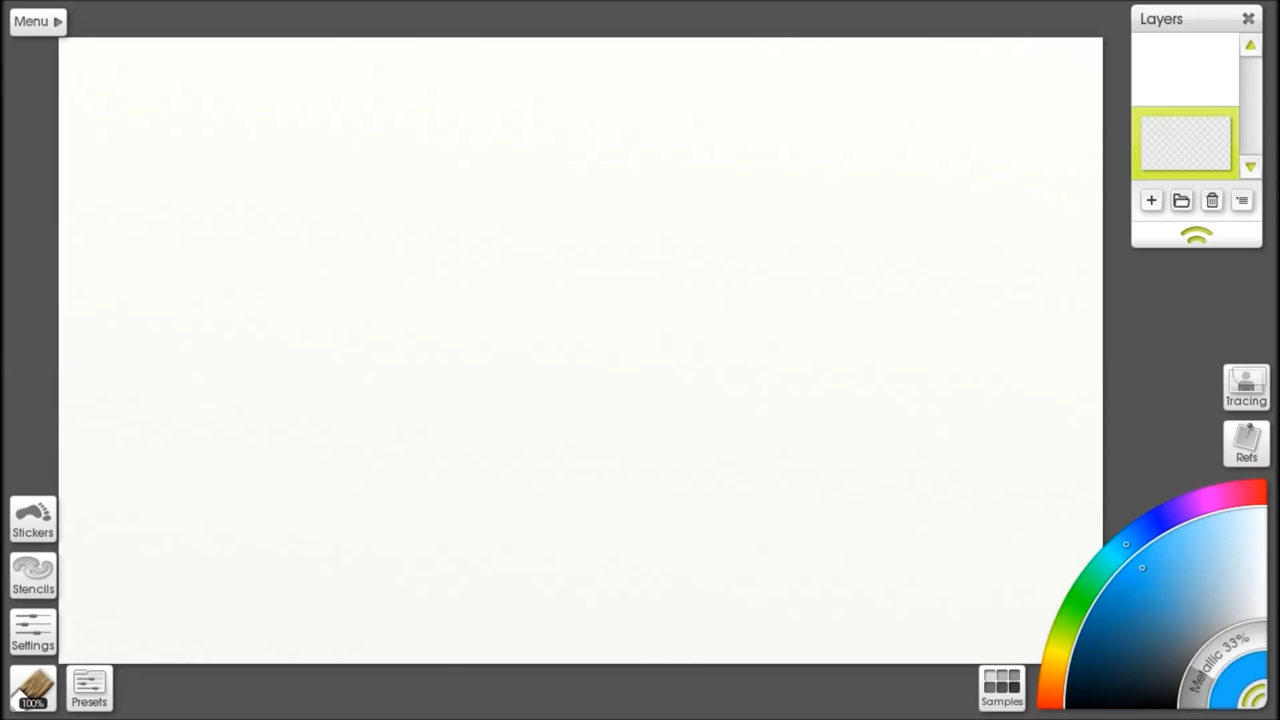 Menu
Layers
Tracing
Refs
Stickers
Stencils
Settings
100%
Presets
Samples
Metallic 33%